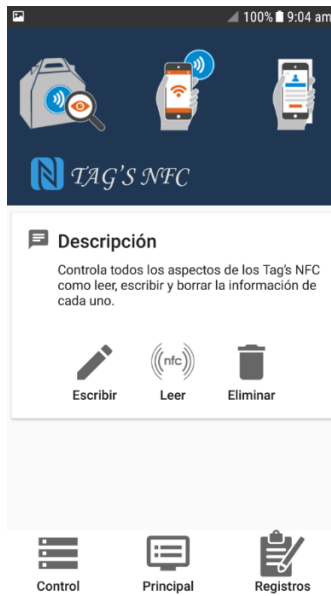 100% 9:04 am
TAG'S NFC
Descripción
Controla todos los aspectos de los Tag's NFC
como leer, escribir y borrar la información de
cada uno.
nfc
Escribir Leer Eliminar
Control Principal Registros